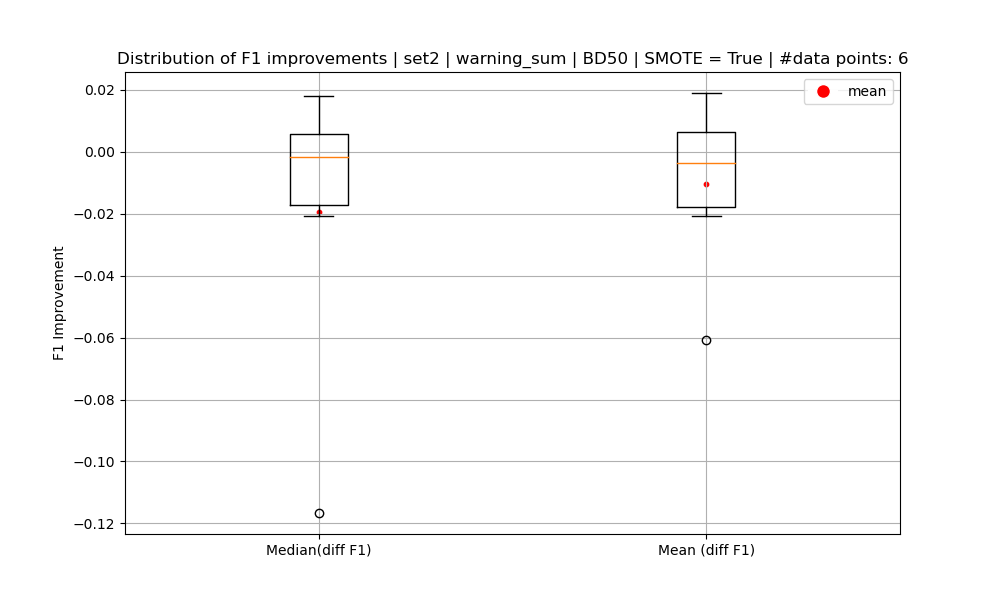 Distribution of F1 improvements | set2 | warning_sum | BD50 | SMOTE = True | #data points: 6
mean
0.02
0.00
−0.02
−0.04
−0.06
−0.08
−0.10
−0.12
F1 Improvement
Median(diff F1)
Mean (diff F1)